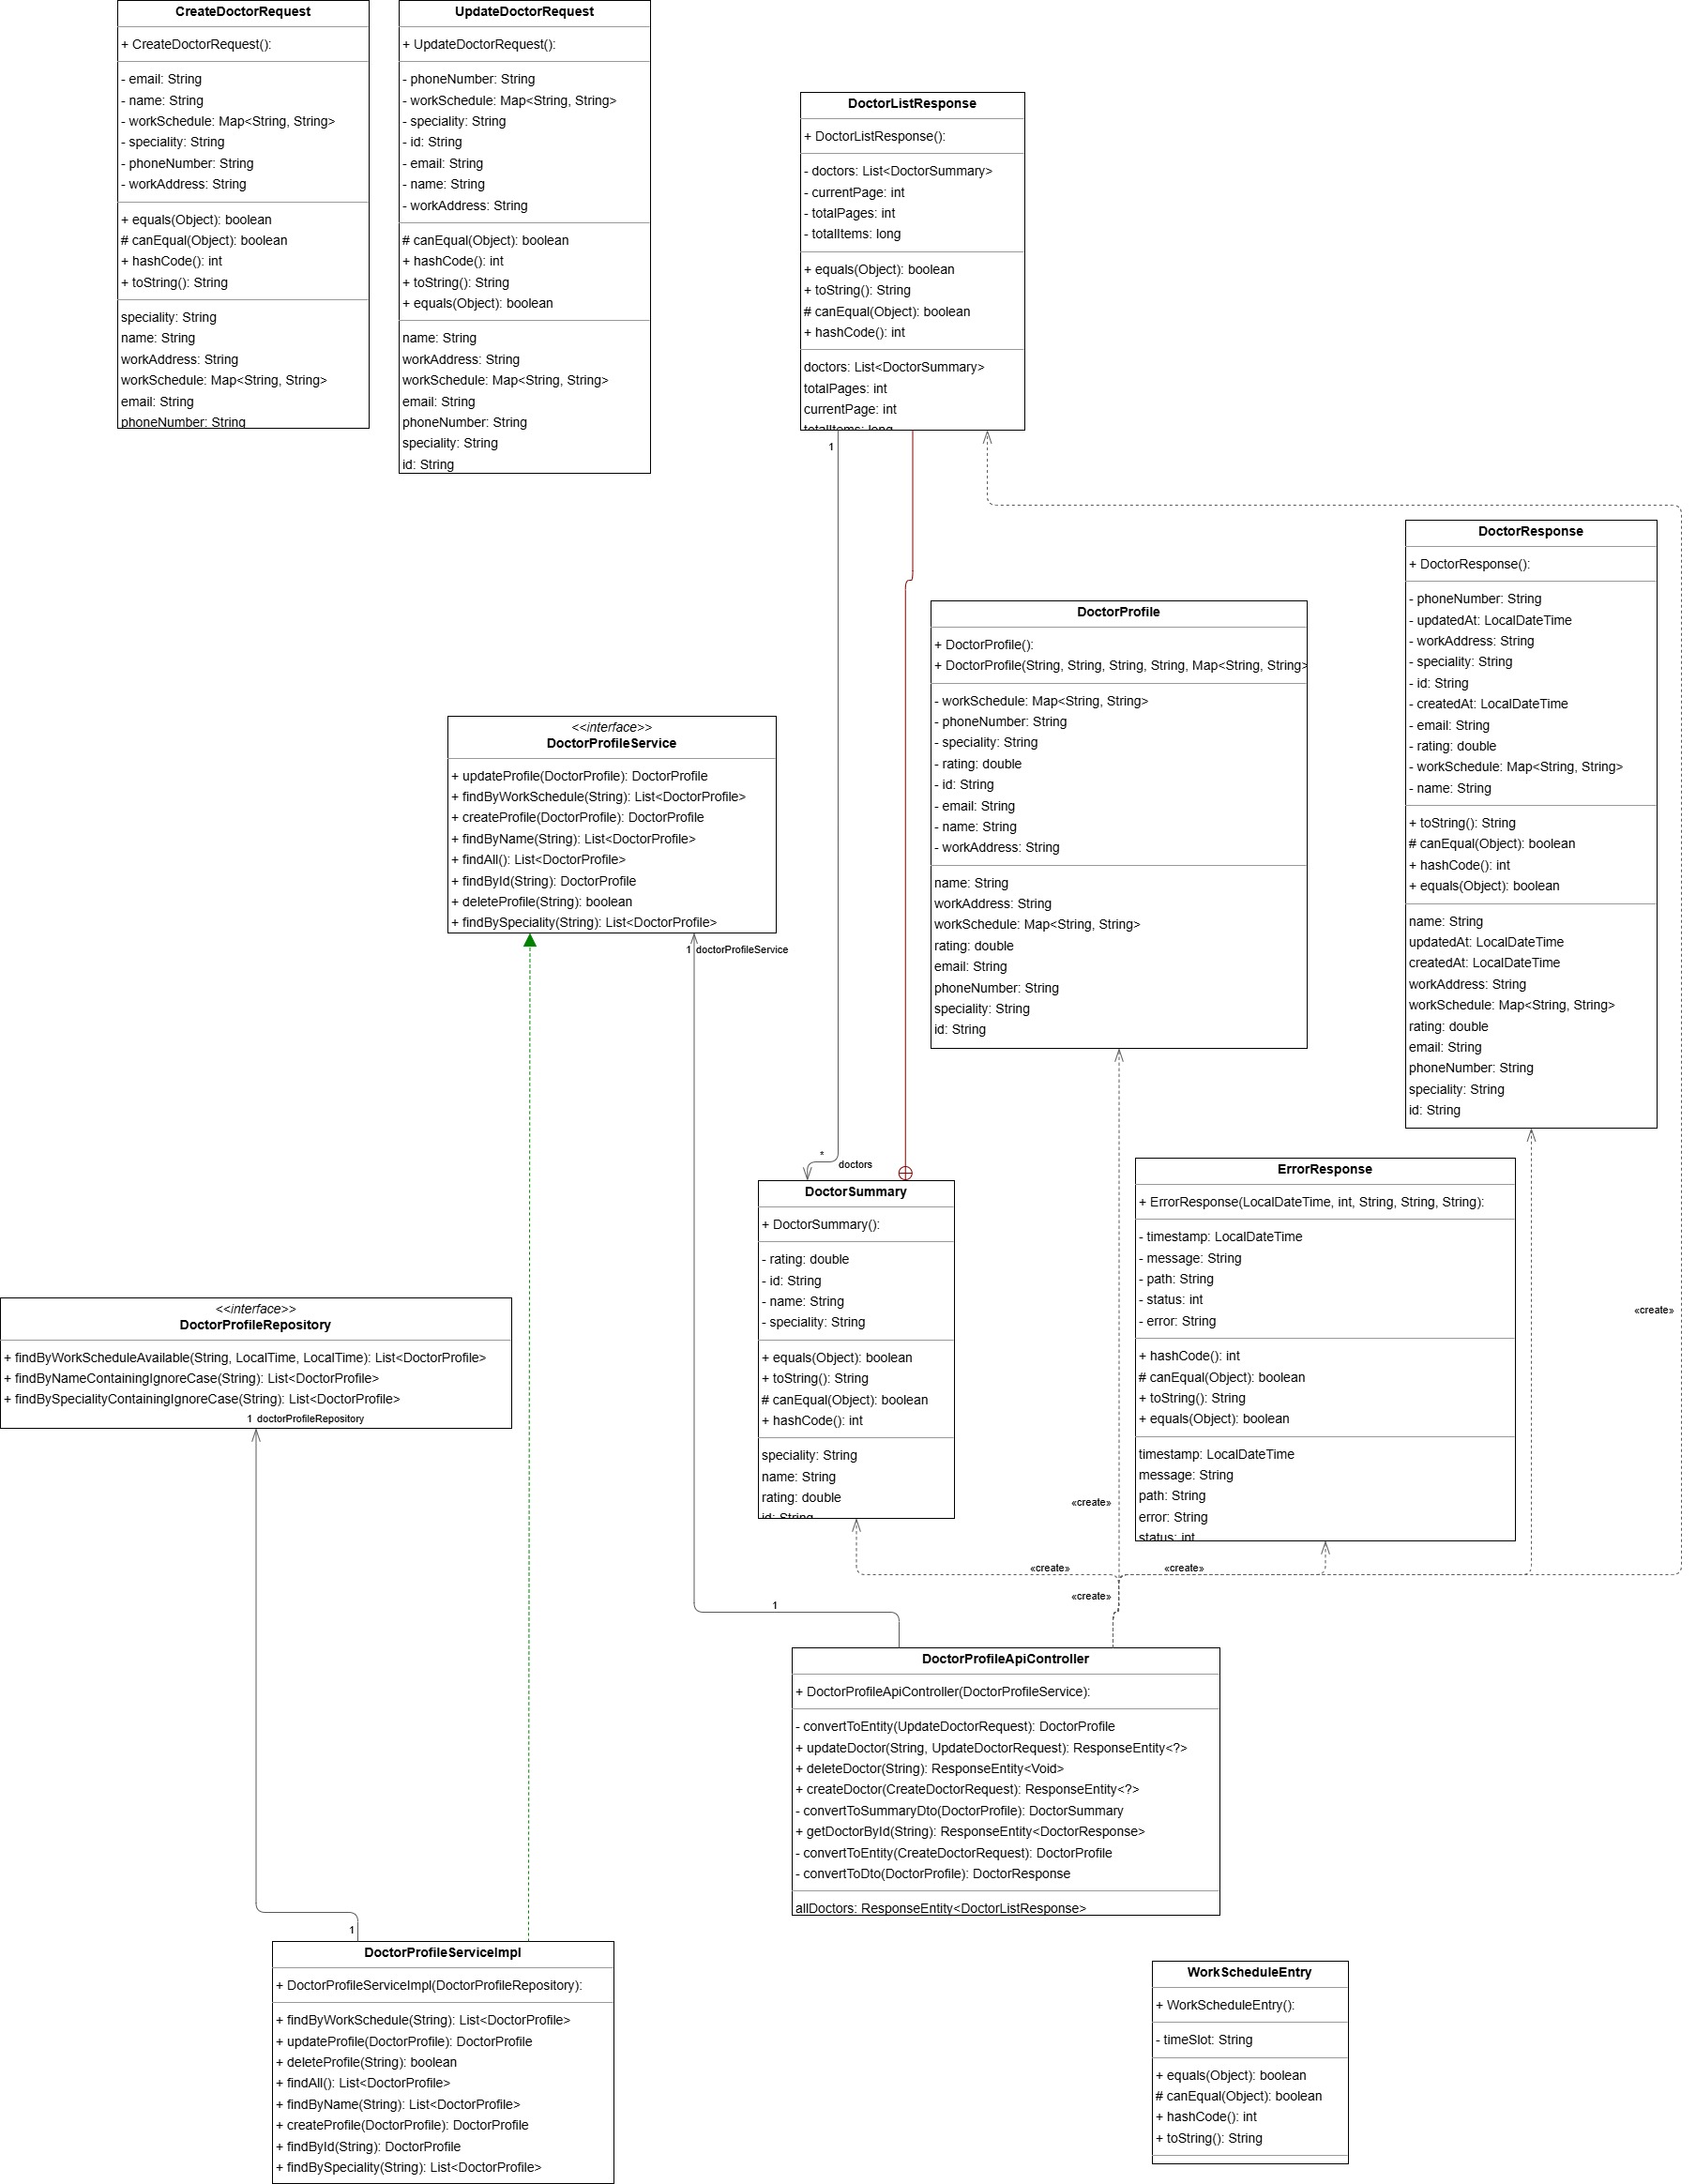 CreateDoctorRequest
+ CreateDoctorRequest():
- email: String
- name: String
- workSchedule: Map<String, String>
- speciality: String
- phoneNumber: String
- workAddress: String
+ equals(Object): boolean
# canEqual(Object): boolean
+ hashCode(): int
+ toString(): String
speciality: String
name: String
workAddress: String
workSchedule: Map<String, String>
email: String
phoneNumber: String
UpdateDoctorRequest
+ UpdateDoctorRequest():
- phoneNumber: String
- workSchedule: Map<String, String>
- speciality: String
- id: String
- email: String
- name: String
- workAddress: String
# canEqual(Object): boolean
+ hashCode(): int
+ toString(): String
+ equals(Object): boolean
name: String
workAddress: String
workSchedule: Map<String, String>
email: String
phoneNumber: String
speciality: String
id: String
DoctorListResponse
+ DoctorListResponse():
- doctors: List<DoctorSummary>
- currentPage: int
- totalPages: int
- totalItems: long
+ equals(Object): boolean
+ toString(): String
# canEqual(Object): boolean
+ hashCode(): int
doctors: List<DoctorSummary>
totalPages: int
currentPage: int
totalItems: long
1
DoctorResponse
+ DoctorResponse():
- phoneNumber: String
- updatedAt: LocalDateTime
- workAddress: String
- speciality: String
- id: String
- createdAt: LocalDateTime
- email: String
- rating: double
- workSchedule: Map<String, String>
- name: String
+ toString(): String
# canEqual(Object): boolean
+ hashCode(): int
+ equals(Object): boolean
name: String
updatedAt: LocalDateTime
createdAt: LocalDateTime
workAddress: String
workSchedule: Map<String, String>
rating: double
email: String
phoneNumber: String
speciality: String
id: String
DoctorProfile
+ DoctorProfile():
+ DoctorProfile(String, String, String, String, Map<String, String>
- workSchedule: Map<String, String>
- phoneNumber: String
- speciality: String
- rating: double
- id: String
- email: String
- name: String
- workAddress: String
name: String
workAddress: String
workSchedule: Map<String, String>
rating: double
email: String
phoneNumber: String
speciality: String
id: String
<<interface>>
DoctorProfileService
+ updateProfile(DoctorProfile): DoctorProfile
+ findByWorkSchedule(String): List<DoctorProfile>
+ createProfile(DoctorProfile): DoctorProfile
+ findByName(String): List<DoctorProfile>
+ findAll(): List<DoctorProfile>
+ findById(String): DoctorProfile
+ deleteProfile(String): boolean
+ findBySpeciality(String): List<DoctorProfile>
1 doctorProfileService
*
doctors
DoctorSummary
+ DoctorSummary():
- rating: double
- id: String
- name: String
- speciality: String
+ equals(Object): boolean
+ toString(): String
# canEqual(Object): boolean
+ hashCode(): int
speciality: String
name: String
rating: double
id: String
ErrorResponse
+ ErrorResponse(LocalDateTime, int, String, String, String):
- timestamp: LocalDateTime
- message: String
- path: String
- status: int
- error: String
+ hashCode(): int
# canEqual(Object): boolean
+ toString(): String
+ equals(Object): boolean
timestamp: LocalDateTime
message: String
path: String
error: String
status: int
«create»
<<interface>>
DoctorProfileRepository
+ findByWorkScheduleAvailable(String, LocalTime, LocalTime): List<DoctorProfile>
+ findByNameContainingIgnoreCase(String): List<DoctorProfile>
+ findBySpecialityContainingIgnoreCase(String): List<DoctorProfile>
1 doctorProfileRepository
«create»
«create»
«create»
«create»
1
DoctorProfileApiController
+ DoctorProfileApiController(DoctorProfileService):
- convertToEntity(UpdateDoctorRequest): DoctorProfile
+ updateDoctor(String, UpdateDoctorRequest): ResponseEntity<?>
+ deleteDoctor(String): ResponseEntity<Void>
+ createDoctor(CreateDoctorRequest): ResponseEntity<?>
- convertToSummaryDto(DoctorProfile): DoctorSummary
+ getDoctorById(String): ResponseEntity<DoctorResponse>
- convertToEntity(CreateDoctorRequest): DoctorProfile
- convertToDto(DoctorProfile): DoctorResponse
allDoctors: ResponseEntity<DoctorListResponse>
1
DoctorProfileServiceImpl
+ DoctorProfileServiceImpl(DoctorProfileRepository):
+ findByWorkSchedule(String): List<DoctorProfile>
+ updateProfile(DoctorProfile): DoctorProfile
+ deleteProfile(String): boolean
+ findAll(): List<DoctorProfile>
+ findByName(String): List<DoctorProfile>
+ createProfile(DoctorProfile): DoctorProfile
+ findById(String): DoctorProfile
+ findBySpeciality(String): List<DoctorProfile>
WorkScheduleEntry
+ WorkScheduleEntry():
- timeSlot: String
+ equals(Object): boolean
# canEqual(Object): boolean
+ hashCode(): int
+ toString(): String